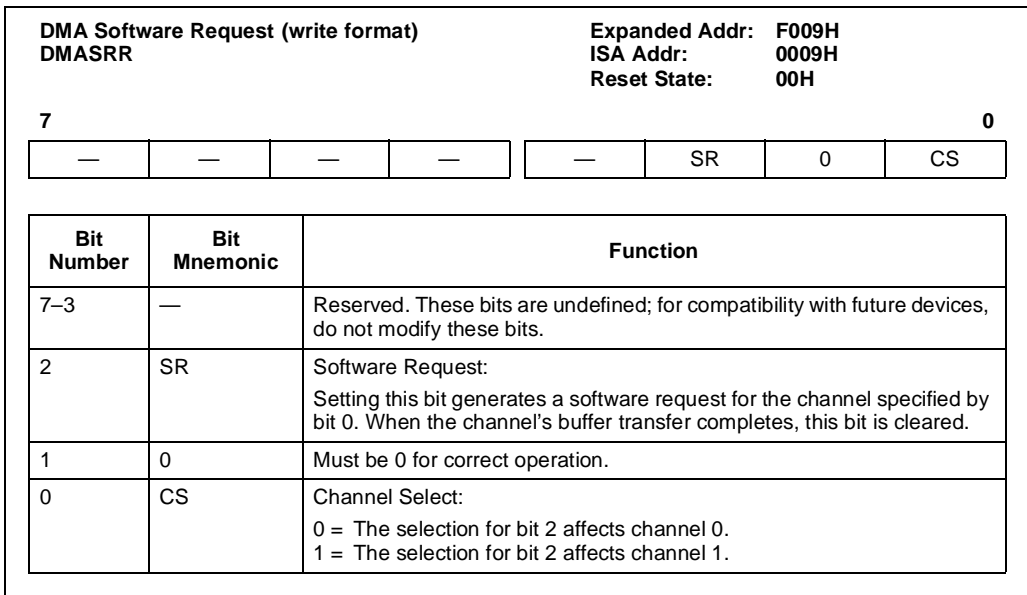 DMA Software Request (write format) Expanded Addr: F009H
DMASRR ISA Addr: 0009H
Reset State: 00H
7 0
— — — — — SR 0 CS
Bit Number Bit Mnemonic Function
7–3 — Reserved. These bits are undefined; for compatibility with future devices,
do not modify these bits.
2 SR Software Request:
Setting this bit generates a software request for the channel specified by
bit 0. When the channel's buffer transfer completes, this bit is cleared.
1 0 Must be 0 for correct operation.
0 CS Channel Select:
0 = The selection for bit 2 affects channel 0.
1 = The selection for bit 2 affects channel 1.